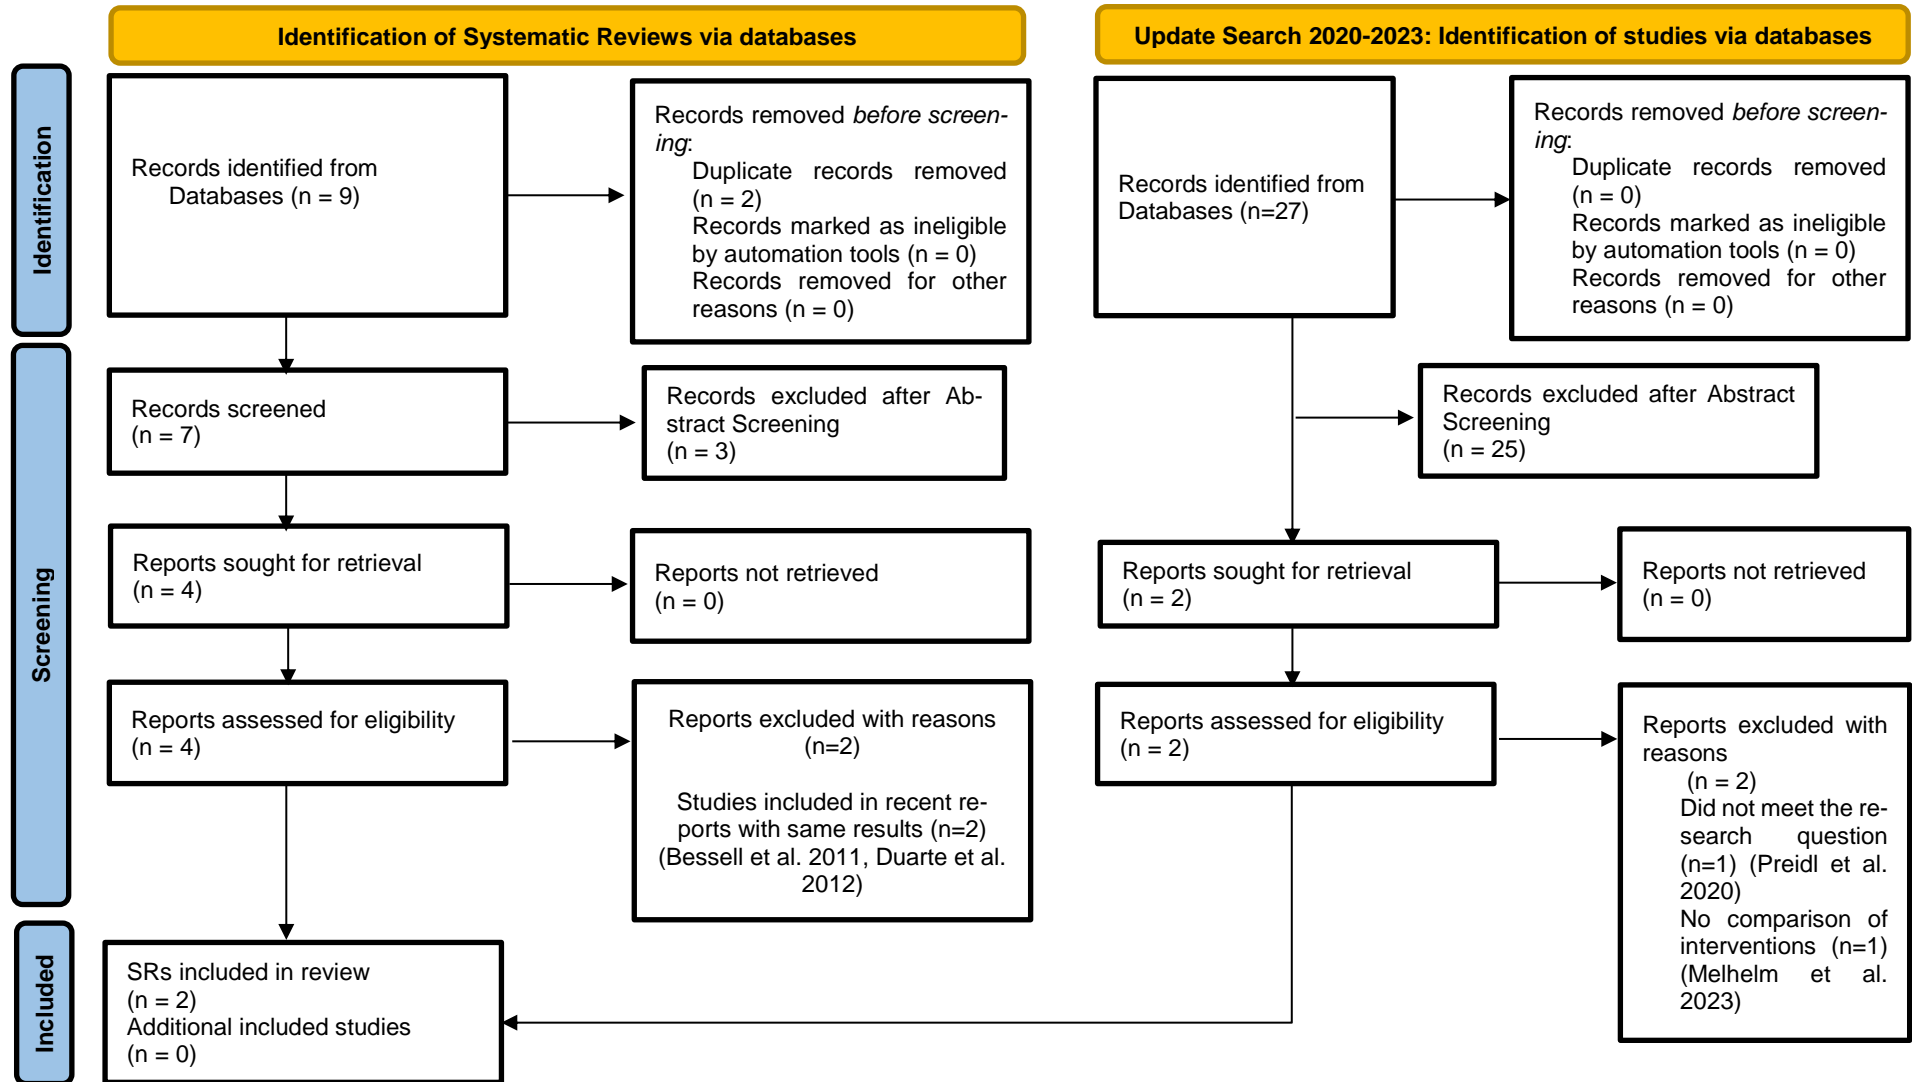 Identification of Systematic Reviews via databases
Update Search 2020-2023: Identification of studies via databases
Identification
Records identified from
Databases (n = 9)
Records removed before screen-
ing:
Duplicate records removed
(n = 2)
Records marked as ineligible
by automation tools (n = 0)
Records removed for other
reasons (n = 0)
Records identified from
Databases (n=27)
Records removed before screen-
ing:
Duplicate records removed
(n = 0)
Records marked as ineligible
by automation tools (n = 0)
Records removed for other
reasons (n = 0)
Screening
Records screened
(n = 7)
Records excluded after Ab-
stract Screening
(n = 3)
Records excluded after Abstract
Screening
(n = 25)
Reports sought for retrieval
(n = 4)
Reports not retrieved
(n = 0)
Reports sought for retrieval
(n = 2)
Reports not retrieved
(n = 0)
Reports assessed for eligibility
(n = 4)
Reports excluded with reasons
(n=2)
Studies included in recent re-
ports with same results (n=2)
(Bessell et al. 2011, Duarte et al.
2012)
Reports assessed for eligibility
(n = 2)
Reports excluded with
reasons
(n = 2)
Did not meet the re-
search question
(n=1) (Preidl et al.
2020)
No comparison of
interventions (n=1)
(Melhelm et al.
2023)
Included
SRs included in review
(n = 2)
Additional included studies
(n = 0)